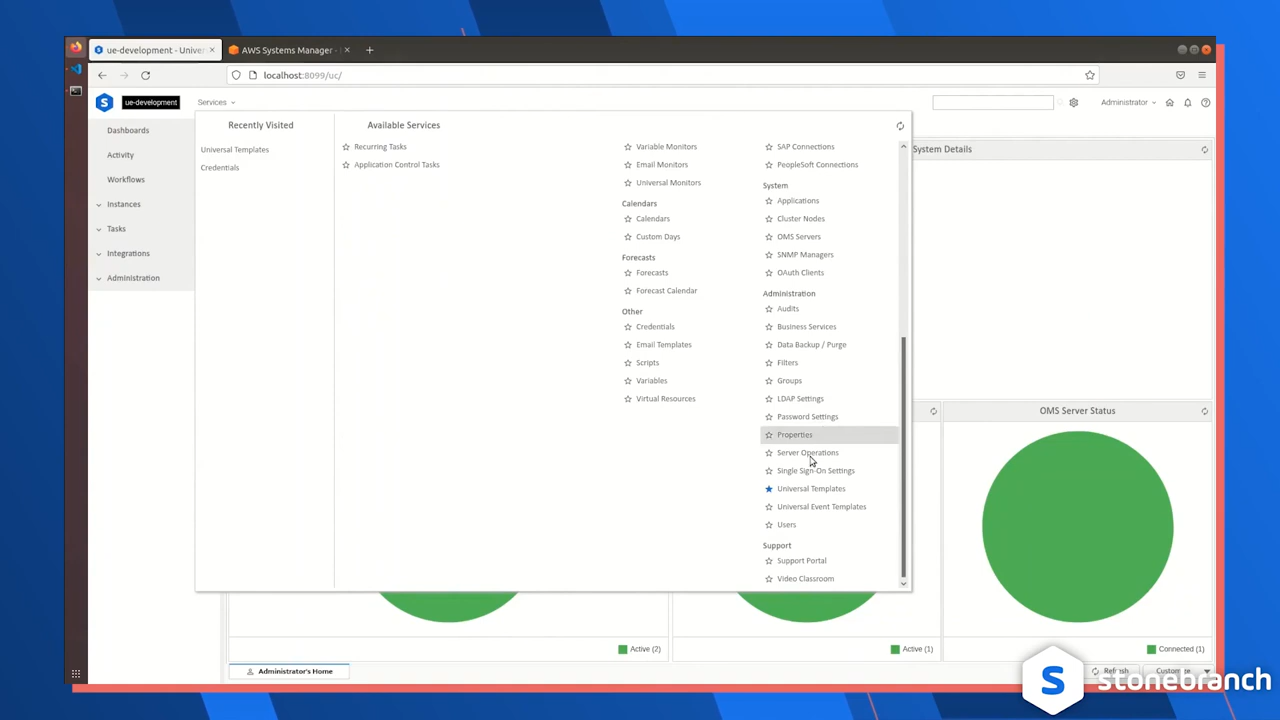 ue-development - Univer
AWS Systems Manager -
localhost:8099/uc/
ue-development
Services
Administrator
Dashboards
Activity
Workflows
Instances
Tasks
Integrations
Administration
Recently Visited
Universal Templates
Credentials
Available Services
Recurring Tasks
Application Control Tasks
Variable Monitors
Email Monitors
Universal Monitors
Calendars
Calendars
Custom Days
Forecasts
Forecasts
Forecast Calendar
Other
Credentials
Email Templates
Scripts
Variables
Virtual Resources
SAP Connections
PeopleSoft Connections
System
Applications
Cluster Nodes
OMS Servers
SNMP Managers
OAuth Clients
Administration
Audits
Business Services
Data Backup / Purge
Filters
Groups
LDAP Settings
Password Settings
Properties
Server Operations
Single Sign-On Settings
Universal Templates
Universal Event Templates
Users
Support
Support Portal
Video Classroom
System Details
OMS Server Status
Active (2)
Active (1)
Connected (1)
Administrator's Home
Refresh
Customize
S stonebranch